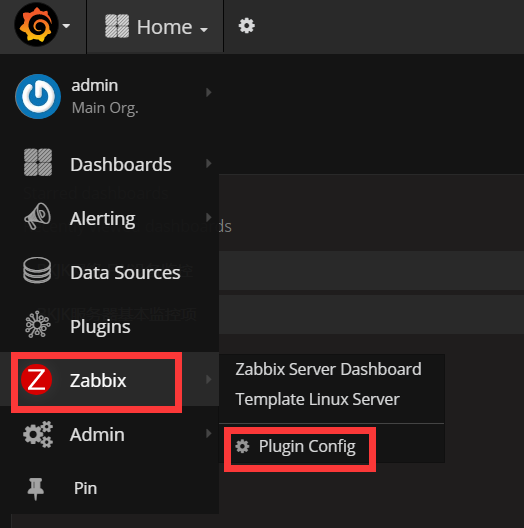 Home
admin
Main Org.
Dashboards
Alerting
Data Sources
Plugins
Z Zabbix
Zabbix Server Dashboard
Template Linux Server
Plugin Config
Admin
Pin